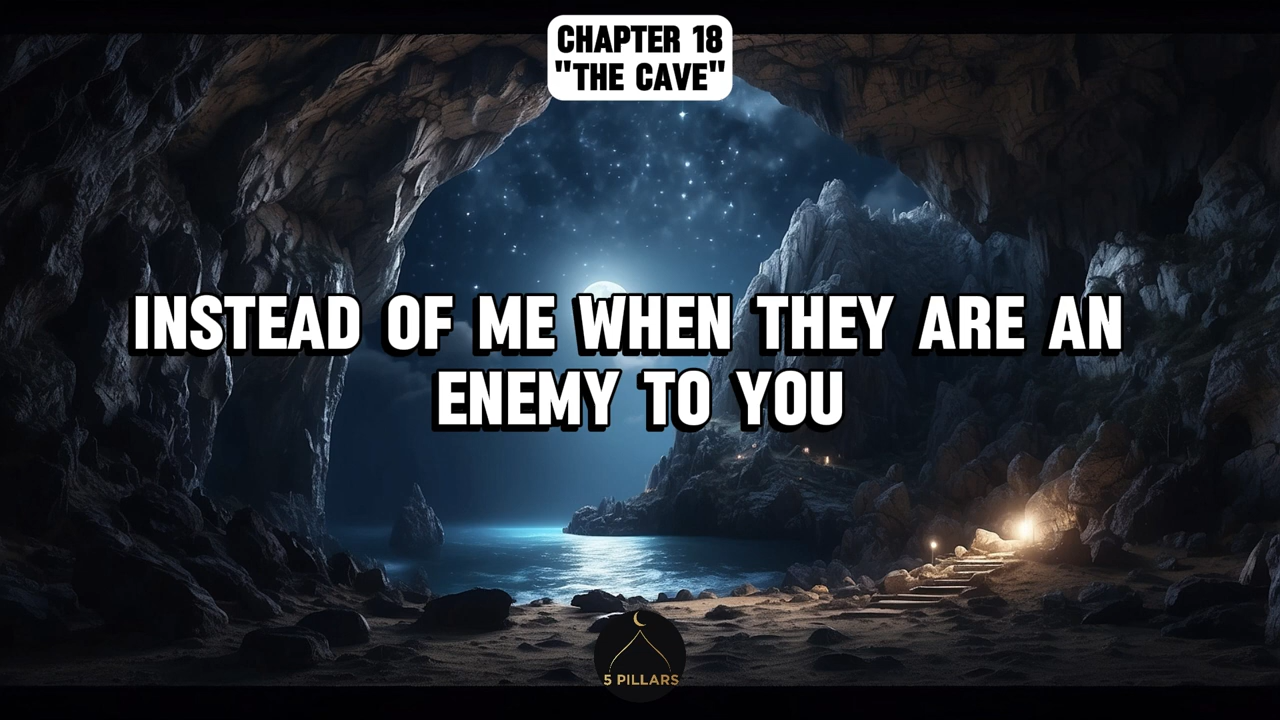 CHAPTER 18
"THE CAVE"
INSTEAD OF ME WHEN THEY ARE AN
ENEMY TO YOU
5 PILLARS